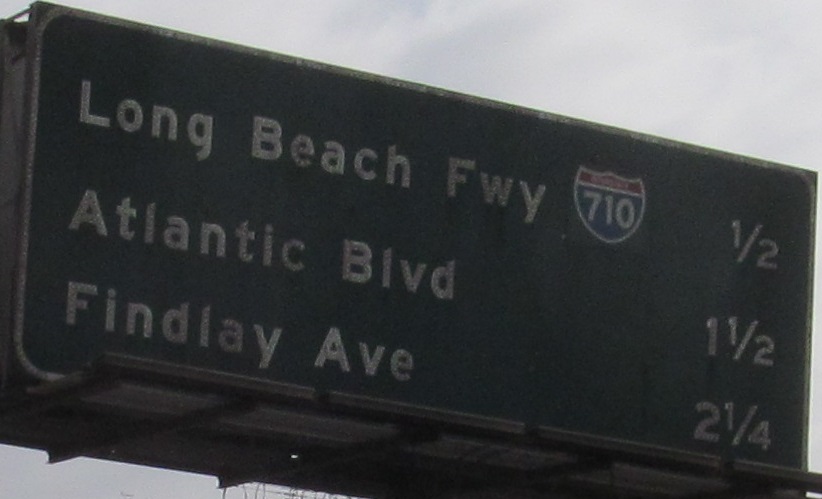 Long Beach Fwy 710 1/2
Atlantic Blvd 1 1/2
Findlay Ave 2 1/4